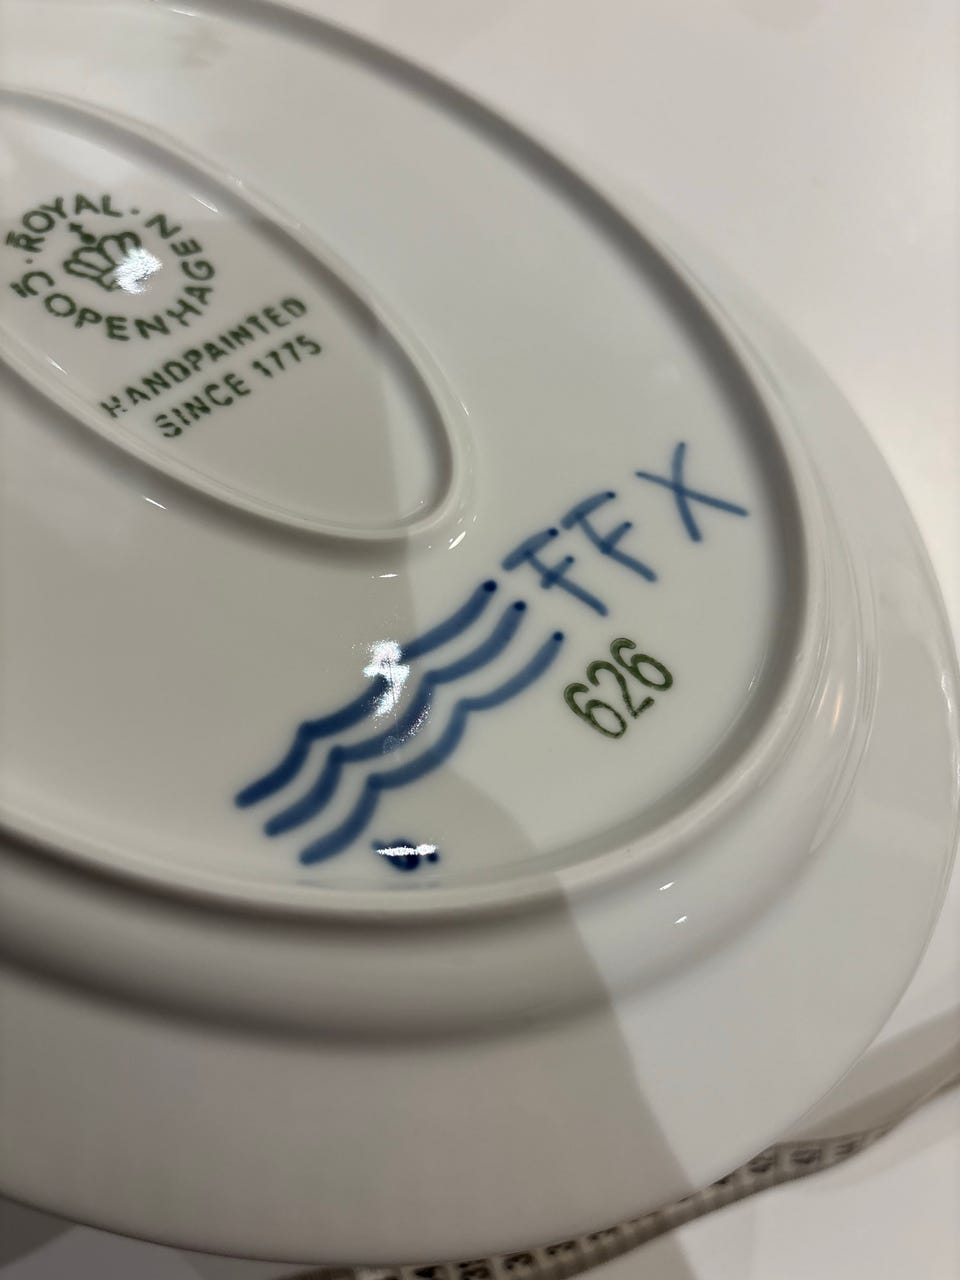 ROYAL COPENHAGEN
HANDPAINTED
SINCE 1775
FFX
626